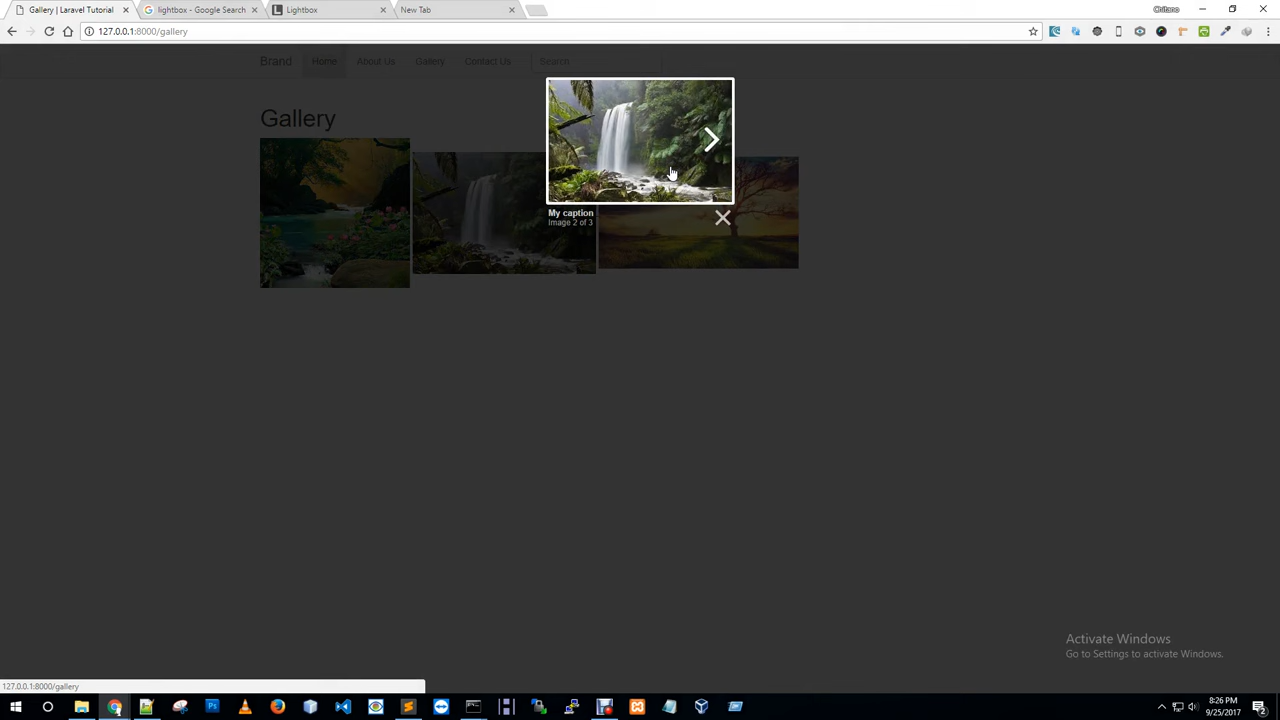 Gallery | Laravel Tutorial
lightbox - Google Search
Lightbox
New Tab
Chitano
127.0.0.1:8000/gallery
Brand
Home
About Us
Gallery
Contact Us
Search
Gallery
My caption
Image 2 of 3
Activate Windows
Go to Settings to activate Windows.
127.0.0.1:8000/gallery
8:26 PM
9/25/2017